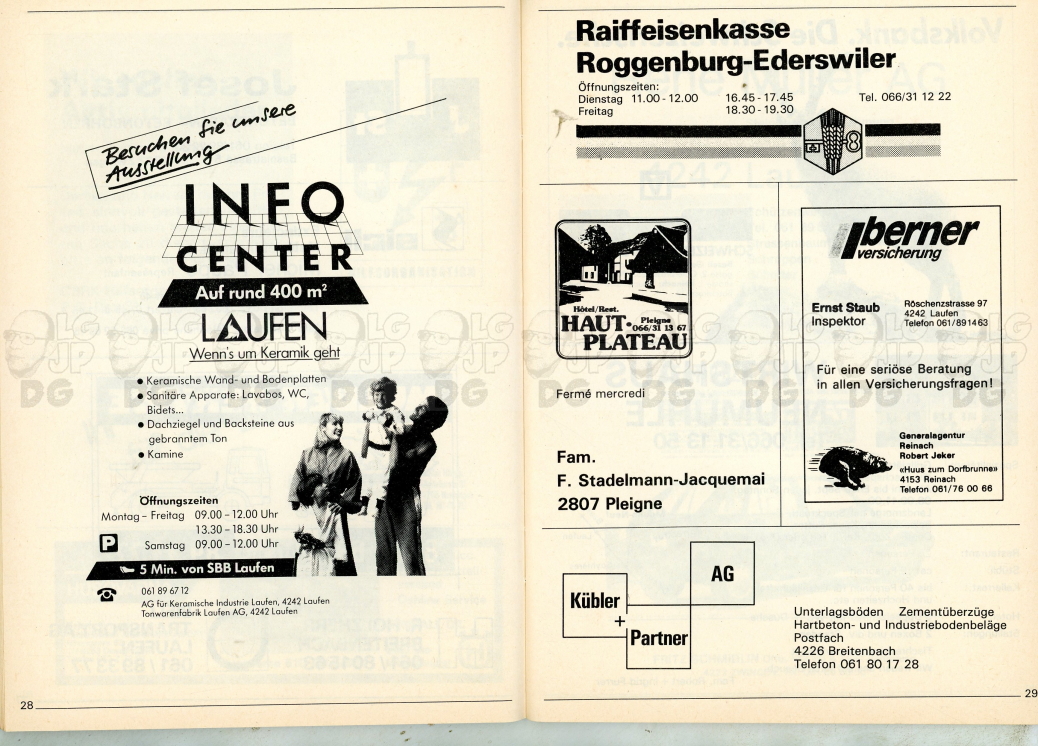 Besuchen Sie unsere
Ausstellung
INFO
CENTER
Auf rund 400 m²
LAUFEN
Wenn's um Keramik geht
● Keramische Wand- und Bodenplatten
● Sanitäre Apparate: Lavabos, WC,
Bidets...
● Dachziegel und Backsteine aus
gebranntem Ton
● Kamine
Öffnungszeiten
Montag – Freitag 09.00 – 12.00 Uhr
13.30 – 18.30 Uhr
P Samstag 09.00 – 12.00 Uhr
5 Min. von SBB Laufen
061 89 67 12
AG für Keramische Industrie Laufen, 4242 Laufen
Tonwarenfabrik Laufen AG, 4242 Laufen
28
Raiffeisenkasse
Roggenburg-Ederswiler
Öffnungszeiten:
Dienstag 11.00 - 12.00 16.45 - 17.45 Tel. 066/31 12 22
Freitag 18.30 - 19.30
Hôtel/Rest.
HAUT- Pleigne 066/31 13 67
PLATEAU
Fermé mercredi
Fam.
F. Stadelmann-Jacquemai
2807 Pleigne
berner
versicherung
Ernst Staub
Inspektor
Röschenzstrasse 97
4242 Laufen
Telefon 061/891463
Für eine seriöse Beratung
in allen Versicherungsfragen!
Generalagentur
Reinach
Robert Jeker
«Huus zum Dorfbrunne»
4153 Reinach
Telefon 061/76 00 66
AG
Kübler
+
Partner
Unterlagsböden Zementüberzüge
Hartbeton- und Industriebodenbeläge
Postfach
4226 Breitenbach
Telefon 061 80 17 28
29
LG JP DG